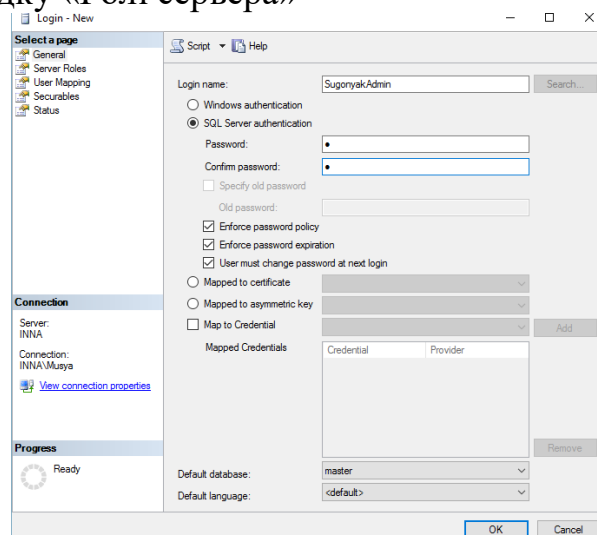 дку «Ролі сервера»
Login - New
Select a page
General
Server Roles
User Mapping
Securables
Status
Script
Help
Login name:
SugonyakAdmin
Search...
Windows authentication
SQL Server authentication
Password:
Confirm password:
Specify old password
Old password:
Enforce password policy
Enforce password expiration
User must change password at next login
Mapped to certificate
Mapped to asymmetric key
Map to Credential
Add
Mapped Credentials
Credential Provider
Remove
Default database:
master
Default language:
<default>
Connection
Server:
INNA
Connection:
INNA\Musya
View connection properties
Progress
Ready
OK
Cancel